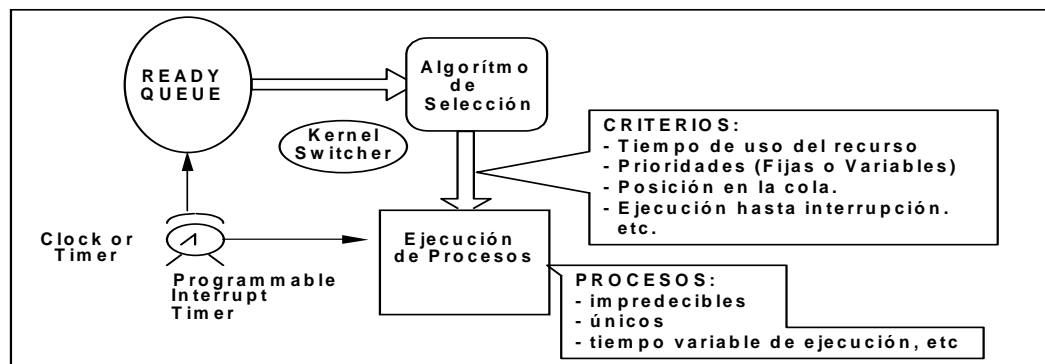 READY
QUEUE
Algorítmo
de
Selección
Kernel
Switcher
CRITERIOS:
- Tiempo de uso del recurso
- Prioridades (Fijas o Variables)
- Posición en la cola.
- Ejecución hasta interrupción.
etc.
Clock or
Timer
Programmable
Interrupt
Timer
Ejecución
de Procesos
PROCESOS:
- impredecibles
- únicos
- tiempo variable de ejecución, etc